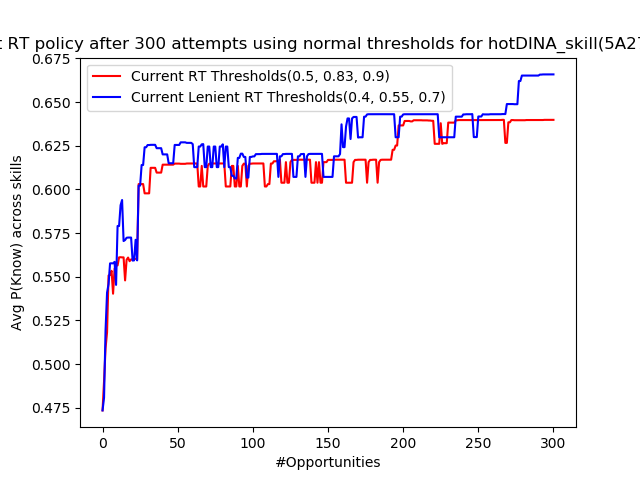 t RT policy after 300 attempts using normal thresholds for hotDINA_skill(5A27
Current RT Thresholds(0.5, 0.83, 0.9)
Current Lenient RT Thresholds(0.4, 0.55, 0.7)
0.675
0.650
0.625
0.600
0.575
0.550
0.525
0.500
0.475
Avg P(Know) across skills
0 50 100 150 200 250 300
#Opportunities